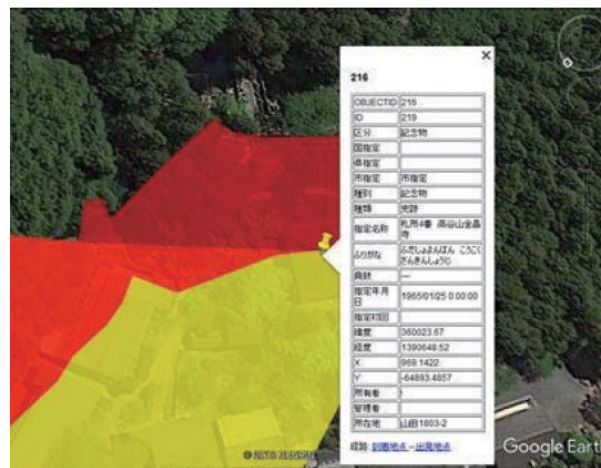 216
OBJECTID 216
ID 219
区分 記念物
国指定
県指定
市指定 市指定
種別 記念物
種類 史跡
指定名称 札所4番 高谷山金昌寺
ふりがな ふだしょよんばん こうこくさんきんしょうじ
員数 ―
指定年月日 1965/01/25 0:00:00
指定初回
緯度 360023.67
経度 1390648.52
X 969.1422
Y -64893.4857
所有者
管理者
所在地 山田1803-2
経路: 到着地点 – 出発地点
Google Earth